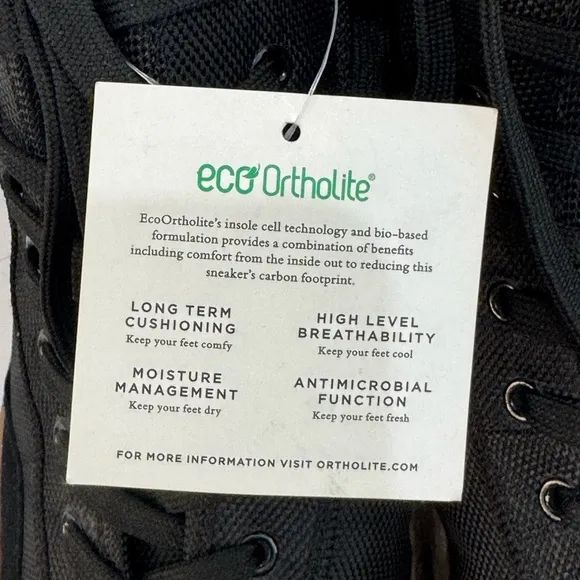 eco Ortholite®
EcoOrtholite's insole cell technology and bio-based
formulation provides a combination of benefits
including comfort from the inside out to reducing this
sneaker's carbon footprint.
LONG TERM
CUSHIONING
Keep your feet comfy
HIGH LEVEL
BREATHABILITY
Keep your feet cool
MOISTURE
MANAGEMENT
Keep your feet dry
ANTIMICROBIAL
FUNCTION
Keep your feet fresh
FOR MORE INFORMATION VISIT ORTHOLITE.COM